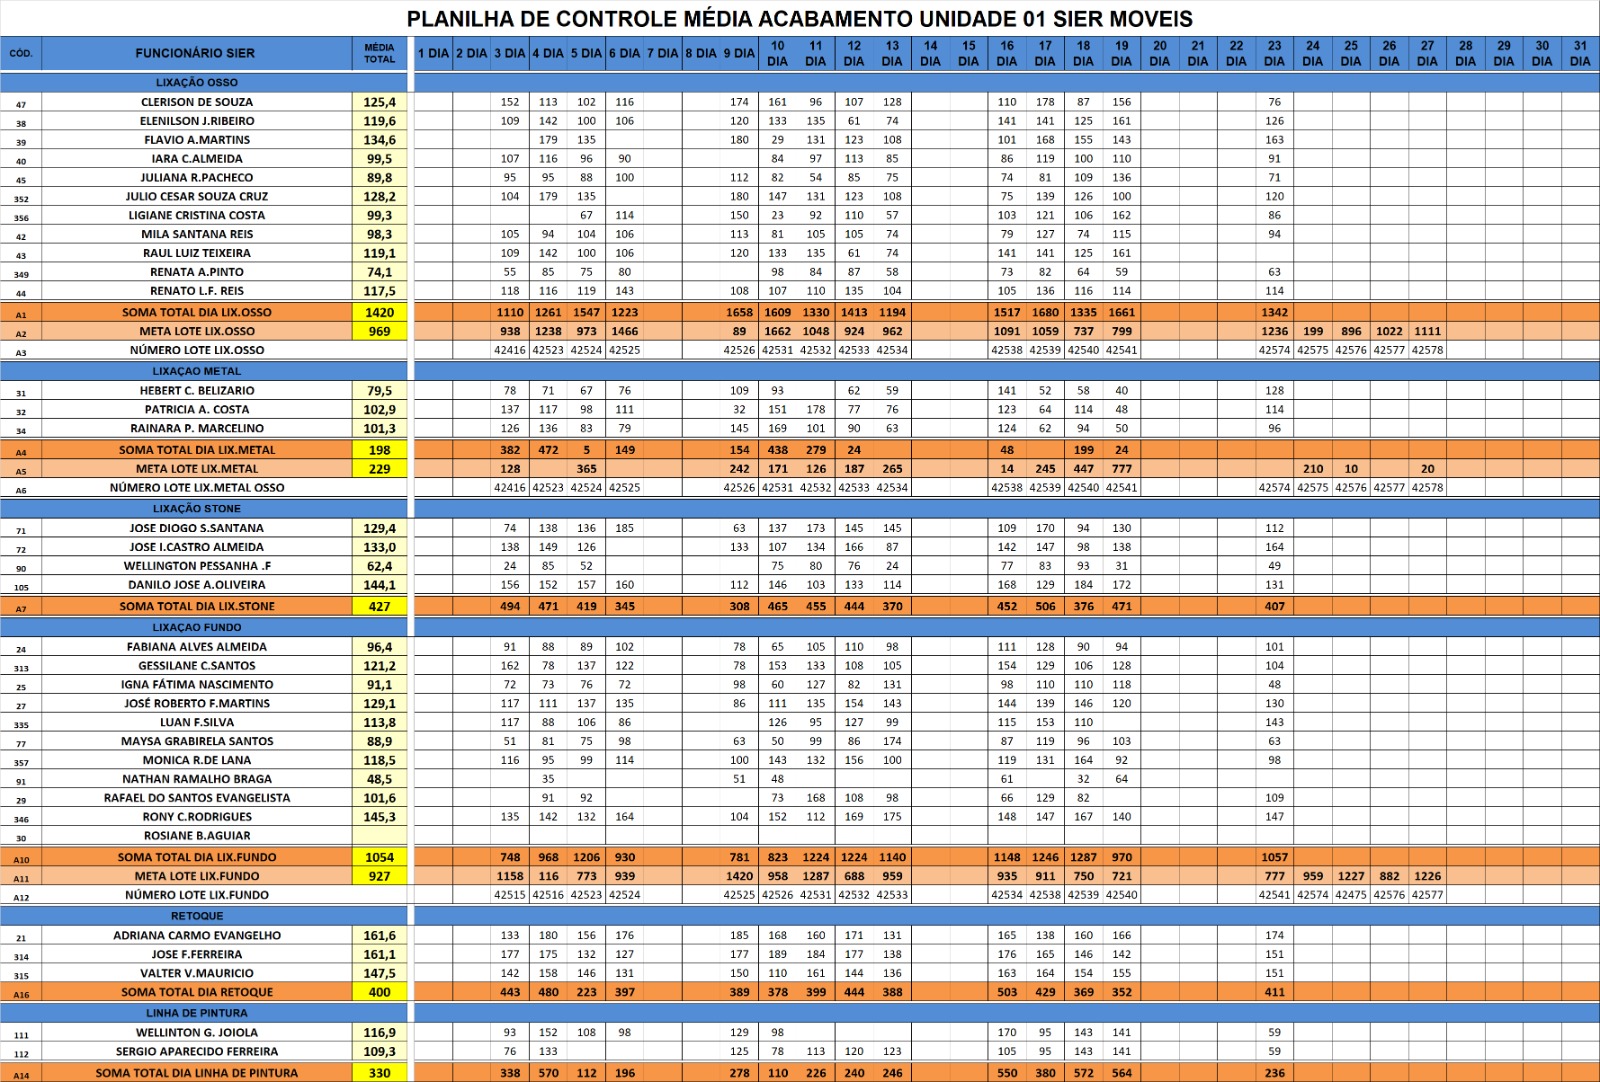 PLANILHA DE CONTROLE MÉDIA ACABAMENTO UNIDADE 01 SIER MOVEIS
CÓD. FUNCIONÁRIO SIER MÉDIA TOTAL 1 DIA 2 DIA 3 DIA 4 DIA 5 DIA 6 DIA 7 DIA 8 DIA 9 DIA 10 DIA 11 DIA 12 DIA 13 DIA 14 DIA 15 DIA 16 DIA 17 DIA 18 DIA 19 DIA 20 DIA 21 DIA 22 DIA 23 DIA 24 DIA 25 DIA 26 DIA 27 DIA 28 DIA 29 DIA 30 DIA 31 DIA
LIXAÇÃO OSSO
47 CLERISON DE SOUZA 125,4 152 113 102 116 174 161 96 107 128 110 178 87 156 76
38 ELENILSON J.RIBEIRO 119,6 109 142 100 106 120 133 135 61 74 141 141 125 161 126
39 FLAVIO A.MARTINS 134,6 179 135 180 29 131 123 108 101 168 155 143 163
40 IARA C.ALMEIDA 99,5 107 116 96 90 84 97 113 85 86 119 100 110 91
45 JULIANA R.PACHECO 89,8 95 95 88 100 112 82 54 85 75 74 81 109 136 71
352 JULIO CESAR SOUZA CRUZ 128,2 104 179 135 180 147 131 123 108 75 139 126 100 120
356 LIGIANE CRISTINA COSTA 99,3 67 114 150 23 92 110 57 103 121 106 162 86
42 MILA SANTANA REIS 98,3 105 94 104 106 113 81 105 105 74 79 127 74 115 94
43 RAUL LUIZ TEIXEIRA 119,1 109 142 100 106 120 133 135 61 74 141 141 125 161
349 RENATA A.PINTO 74,1 55 85 75 80 98 84 87 58 73 82 64 59 63
44 RENATO L.F. REIS 117,5 118 116 119 143 108 107 110 135 104 105 136 116 114 114
A1 SOMA TOTAL DIA LIX.OSSO 1420 1110 1261 1547 1223 1658 1609 1330 1413 1194 1517 1680 1335 1661 1342
A2 META LOTE LIX.OSSO 969 938 1238 973 1466 89 1662 1048 924 962 1091 1059 737 799 1236 199 896 1022 1111
A3 NÚMERO LOTE LIX.OSSO 42416 42523 42524 42525 42526 42531 42532 42533 42534 42538 42539 42540 42541 42574 42575 42576 42577 42578
LIXAÇAO METAL
31 HEBERT C. BELIZARIO 79,5 78 71 67 76 109 93 62 59 141 52 58 40 128
32 PATRICIA A. COSTA 102,9 137 117 98 111 32 151 178 77 76 123 64 114 48 114
34 RAINARA P. MARCELINO 101,3 126 136 83 79 145 169 101 90 63 124 62 94 50 96
A4 SOMA TOTAL DIA LIX.METAL 198 382 472 5 149 154 438 279 24 48 199 24
A5 META LOTE LIX.METAL 229 128 365 242 171 126 187 265 14 245 447 777 210 10 20
A6 NÚMERO LOTE LIX.METAL OSSO 42416 42523 42524 42525 42526 42531 42532 42533 42534 42538 42539 42540 42541 42574 42575 42576 42577 42578
LIXAÇÃO STONE
71 JOSE DIOGO S.SANTANA 129,4 74 138 136 185 63 137 173 145 145 109 170 94 130 112
72 JOSE I.CASTRO ALMEIDA 133,0 138 149 126 133 107 134 166 87 142 147 98 138 164
90 WELLINGTON PESSANHA .F 62,4 24 85 52 75 80 76 24 77 83 93 31 49
105 DANILO JOSE A.OLIVEIRA 144,1 156 152 157 160 112 146 103 133 114 168 129 184 172 131
A7 SOMA TOTAL DIA LIX.STONE 427 494 471 419 345 308 465 455 444 370 452 506 376 471 407
LIXAÇAO FUNDO
24 FABIANA ALVES ALMEIDA 96,4 91 88 89 102 78 65 105 110 98 111 128 90 94 101
313 GESSILANE C.SANTOS 121,2 162 78 137 122 78 153 133 108 105 154 129 106 128 104
25 IGNA FÁTIMA NASCIMENTO 91,1 72 73 76 72 98 60 127 82 131 98 110 110 118 48
27 JOSÉ ROBERTO F.MARTINS 129,1 117 111 137 135 86 111 135 154 143 144 139 146 120 130
335 LUAN F.SILVA 113,8 117 88 106 86 126 95 127 99 115 153 110 143
77 MAYSA GRABIRELA SANTOS 88,9 51 81 75 98 63 50 99 86 174 87 119 96 103 63
357 MONICA R.DE LANA 118,5 116 95 99 114 100 143 132 156 100 119 131 164 92 98
91 NATHAN RAMALHO BRAGA 48,5 35 51 48 61 32 64
29 RAFAEL DO SANTOS EVANGELISTA 101,6 91 92 73 168 108 98 66 129 82 109
346 RONY C.RODRIGUES 145,3 135 142 132 164 104 152 112 169 175 148 147 167 140 147
30 ROSIANE B.AGUIAR
A10 SOMA TOTAL DIA LIX.FUNDO 1054 748 968 1206 930 781 823 1224 1224 1140 1148 1246 1287 970 1057
A11 META LOTE LIX.FUNDO 927 1158 116 773 939 1420 958 1287 688 959 935 911 750 721 777 959 1227 882 1226
A12 NÚMERO LOTE LIX.FUNDO 42515 42516 42523 42524 42525 42526 42531 42532 42533 42534 42538 42539 42540 42541 42574 42475 42576 42577
RETOQUE
21 ADRIANA CARMO EVANGELHO 161,6 133 180 156 176 185 168 160 171 131 165 138 160 166 174
314 JOSE F.FERREIRA 161,1 177 175 132 127 177 189 184 177 138 176 165 146 142 151
315 VALTER V.MAURICIO 147,5 142 158 146 131 150 110 161 144 136 163 164 154 155 151
A16 SOMA TOTAL DIA RETOQUE 400 443 480 223 397 389 378 399 444 388 503 429 369 352 411
LINHA DE PINTURA
111 WELLINTON G. JOIOLA 116,9 93 152 108 98 129 98 170 95 143 141 59
112 SERGIO APARECIDO FERREIRA 109,3 76 133 125 78 113 120 123 105 95 143 141 59
A14 SOMA TOTAL DIA LINHA DE PINTURA 330 338 570 112 196 278 110 226 240 246 550 380 572 564 236